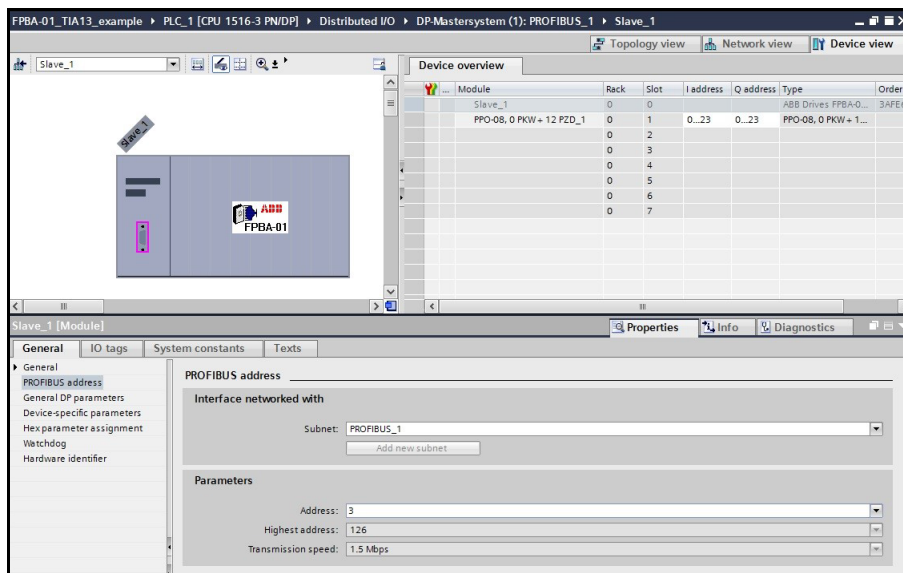 FPBA-01_TIA13_example ▸ PLC_1 [CPU 1516-3 PN/DP] ▸ Distributed I/O ▸ DP-Mastersystem (1): PROFIBUS_1 ▸ Slave_1
Topology view Network view Device view
Slave_1
Device overview
... Module Rack Slot I address Q address Type Order
Slave_1 0 0 ABB Drives FPBA-0...
PPO-08, 0 PKW + 12 PZD_1 0 1 0...23 0...23 PPO-08, 0 PKW + 1...
0 2
0 3
0 4
0 5
0 6
0 7
slave_1
ABB
FPBA-01
Slave_1 [Module]
Properties Info Diagnostics
General IO tags System constants Texts
General
PROFIBUS address
General DP parameters
Device-specific parameters
Hex parameter assignment
Watchdog
Hardware identifier
PROFIBUS address
Interface networked with
Subnet: PROFIBUS_1
Add new subnet
Parameters
Address: 3
Highest address: 126
Transmission speed: 1.5 Mbps